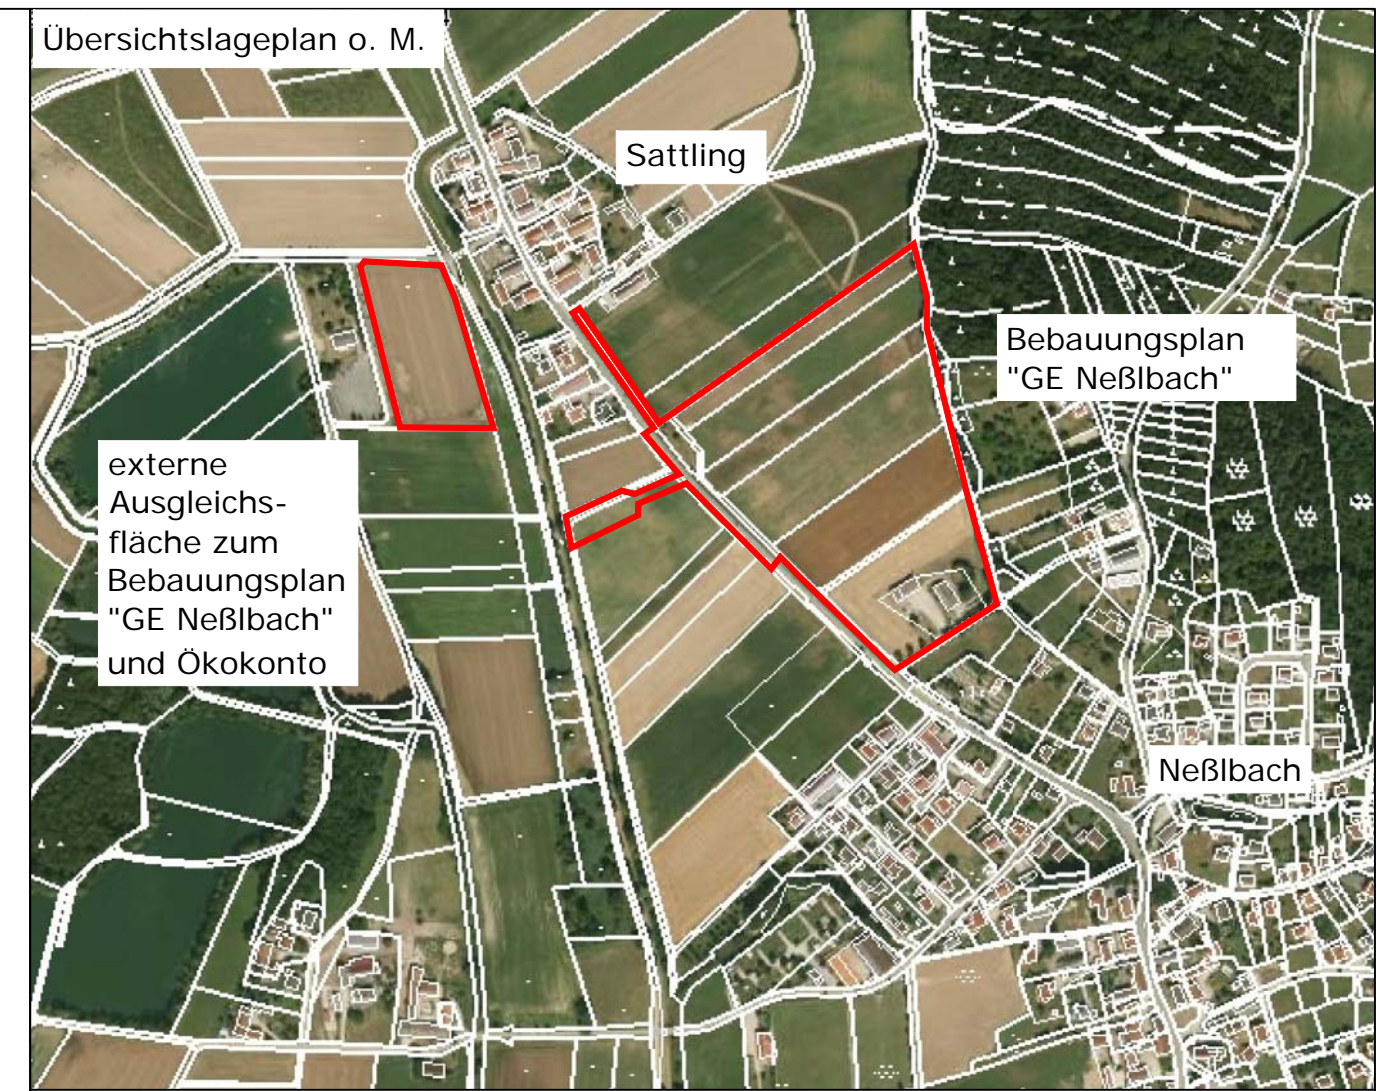 Übersichtslageplan o. M.
Sattling
Bebauungsplan
"GE Neßlbach"
externe
Ausgleichs-
fläche zum
Bebauungsplan
"GE Neßlbach"
und Ökokonto
Neßlbach